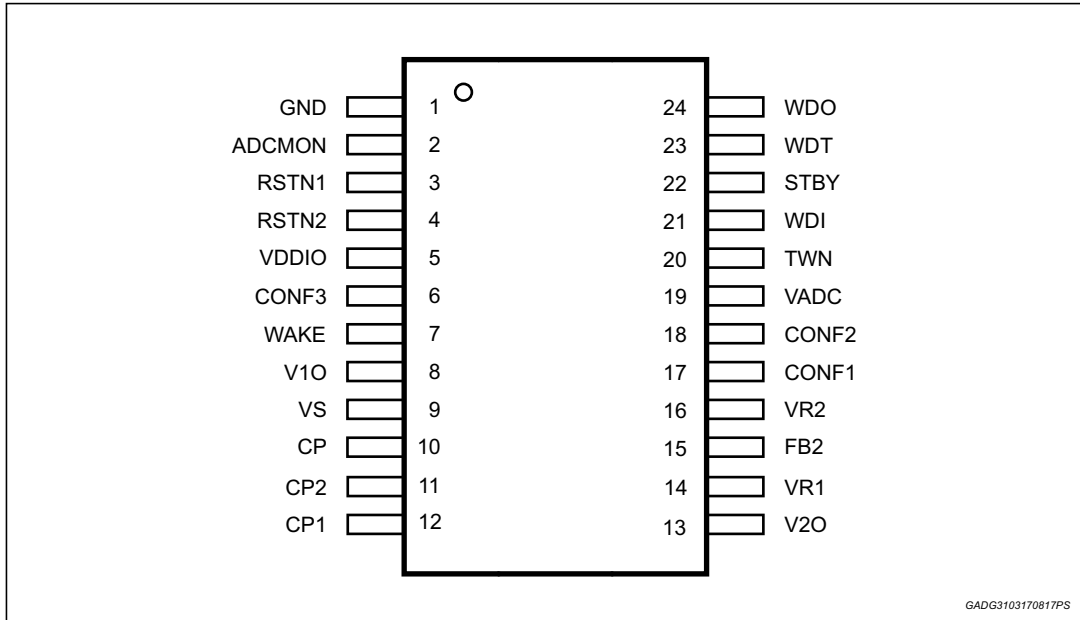 GND 1 24 WDO
ADCMON 2 23 WDT
RSTN1 3 22 STBY
RSTN2 4 21 WDI
VDDIO 5 20 TWN
CONF3 6 19 VADC
WAKE 7 18 CONF2
V1O 8 17 CONF1
VS 9 16 VR2
CP 10 15 FB2
CP2 11 14 VR1
CP1 12 13 V2O
GADG3103170817PS